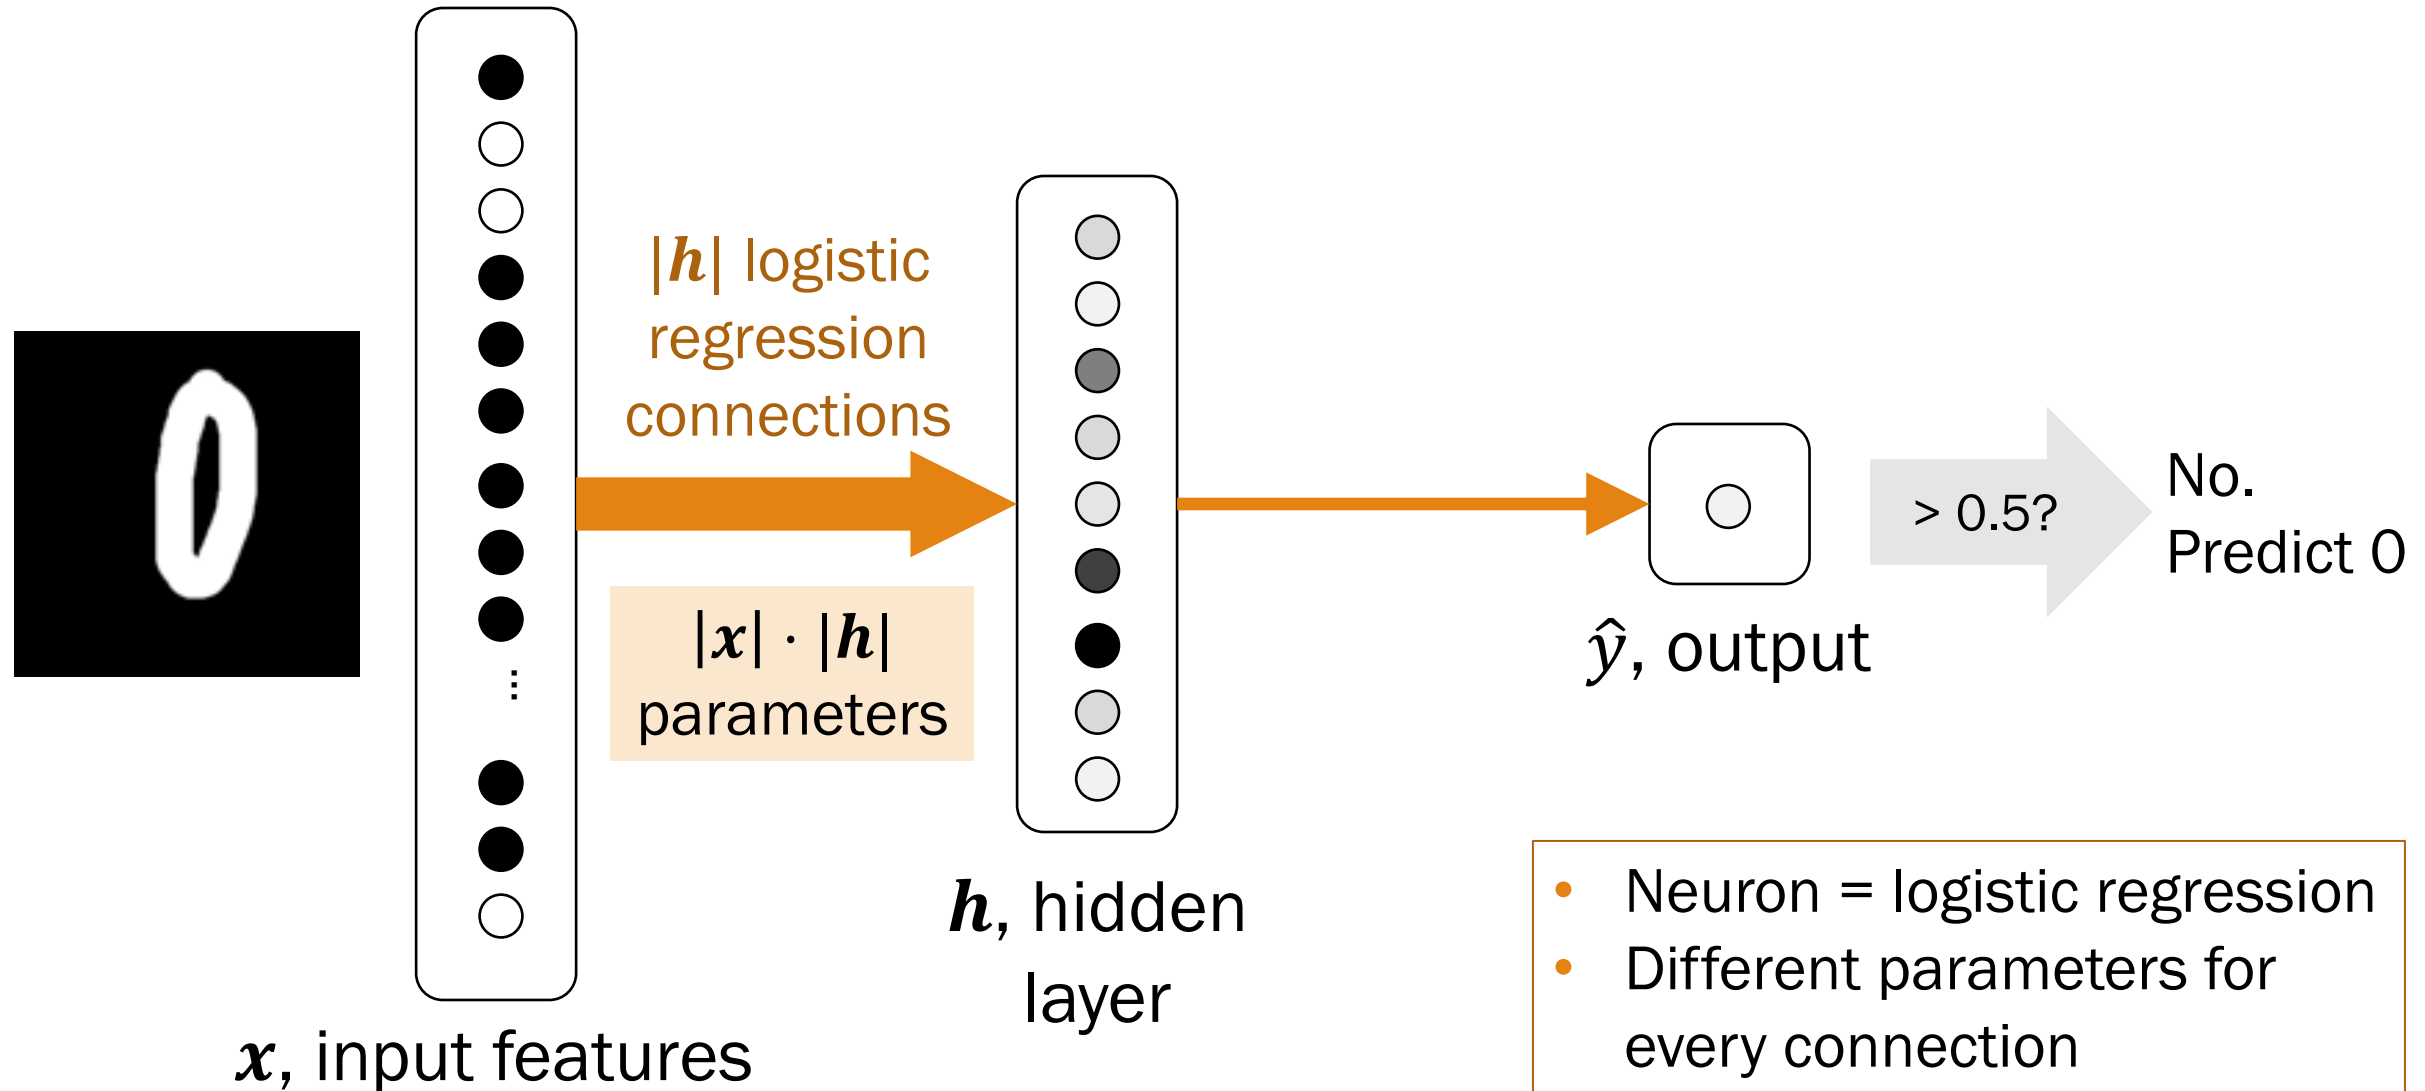 |h| logistic
regression
connections
|x| · |h|
parameters
x, input features
h, hidden
layer
ŷ, output
> 0.5?
No.
Predict 0
• Neuron = logistic regression
• Different parameters for
every connection